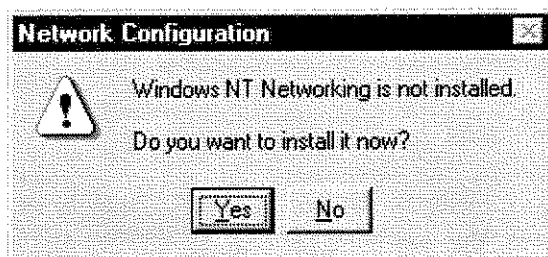 Network Configuration
Windows NT Networking is not installed.
Do you want to install it now?
Yes No